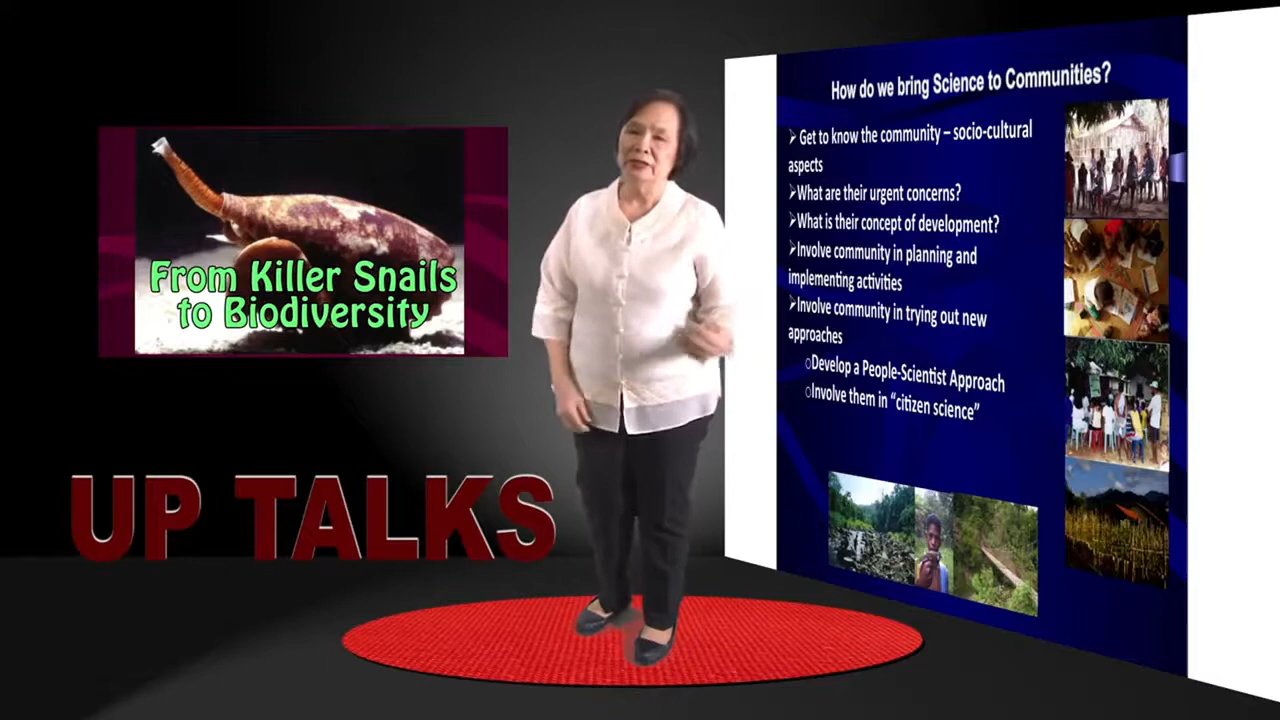 From Killer Snails
to Biodiversity
UP TALKS
How do we bring Science to Communities?
➢ Get to know the community – socio-cultural
aspects
➢What are their urgent concerns?
➢What is their concept of development?
➢Involve community in planning and
implementing activities
➢Involve community in trying out new
approaches
○Develop a People-Scientist Approach
○Involve them in “citizen science”